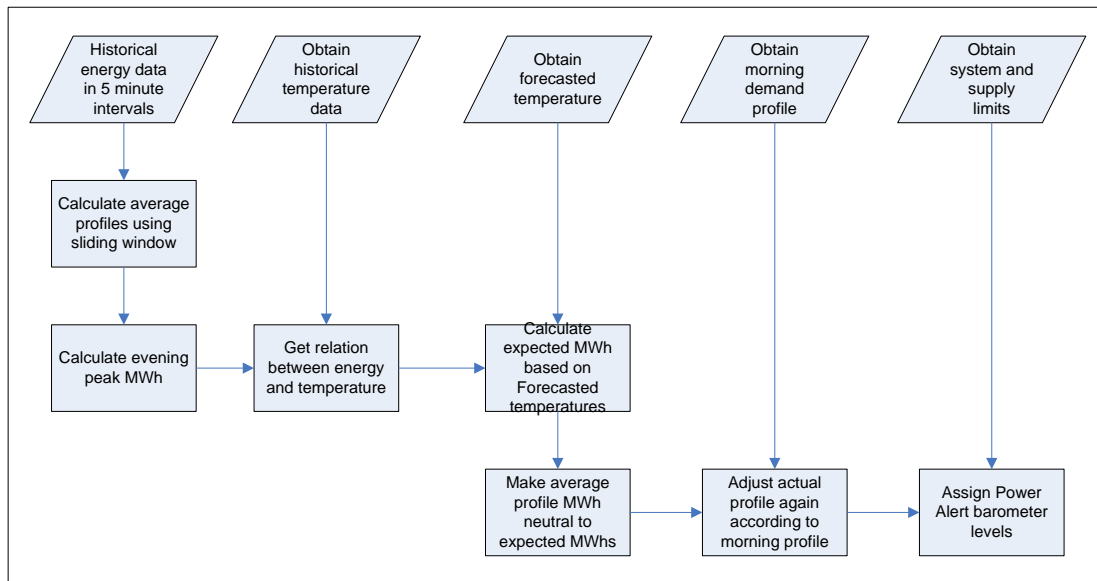 Historical
energy data
in 5 minute
intervals
Obtain
historical
temperature
data
Obtain
forecasted
temperature
Obtain
morning
demand
profile
Obtain
system and
supply
limits
Calculate average
profiles using
sliding window
Calculate evening
peak MWh
Get relation
between energy
and temperature
Calculate
expected MWh
based on
Forecasted
temperatures
Make average
profile MWh
neutral to
expected MWhs
Adjust actual
profile again
according to
morning profile
Assign Power
Alert barometer
levels